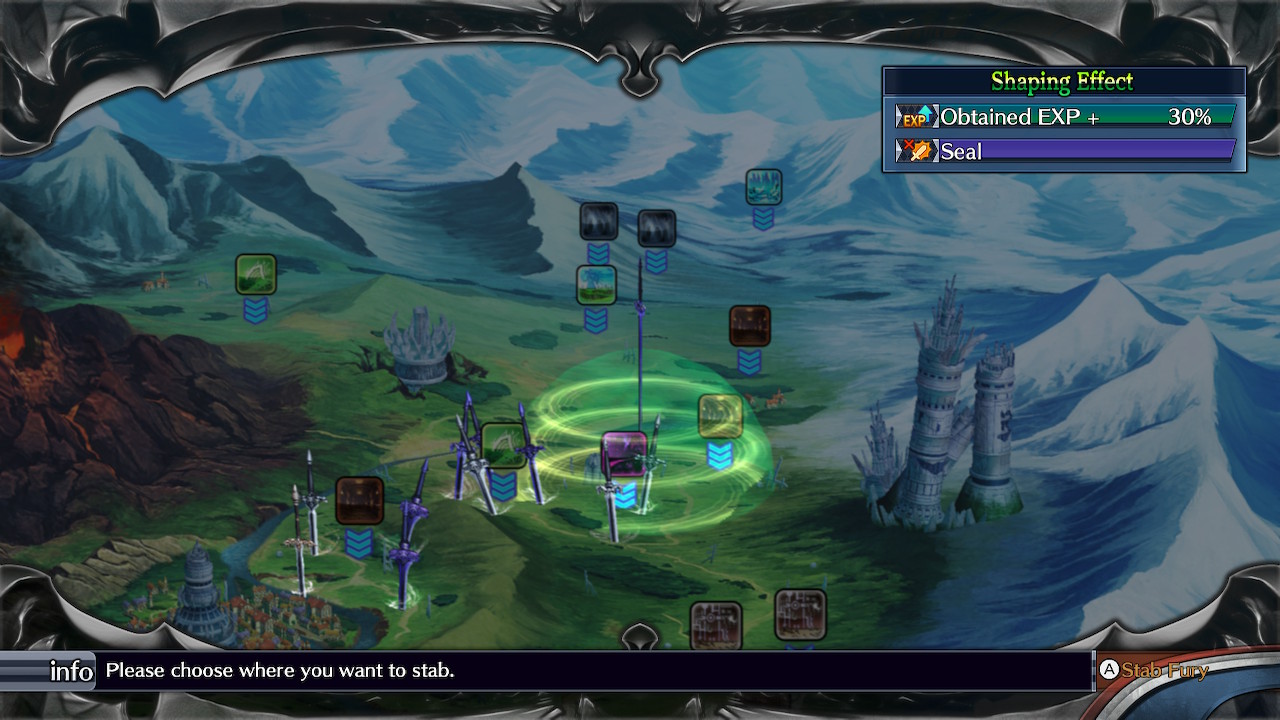 Shaping Effect
EXP Obtained EXP + 30%
Seal
info Please choose where you want to stab.
A Stab Fury